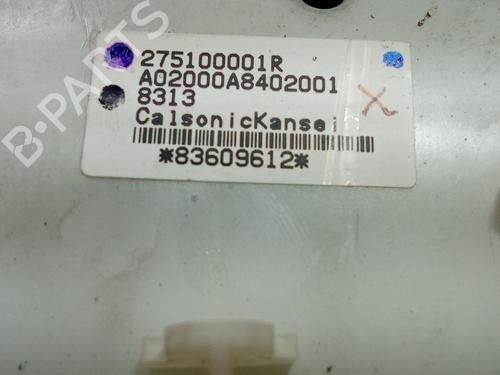 275100001R
A02000A8402001
8313
CalsonicKansei
*83609612*
B-PARTS